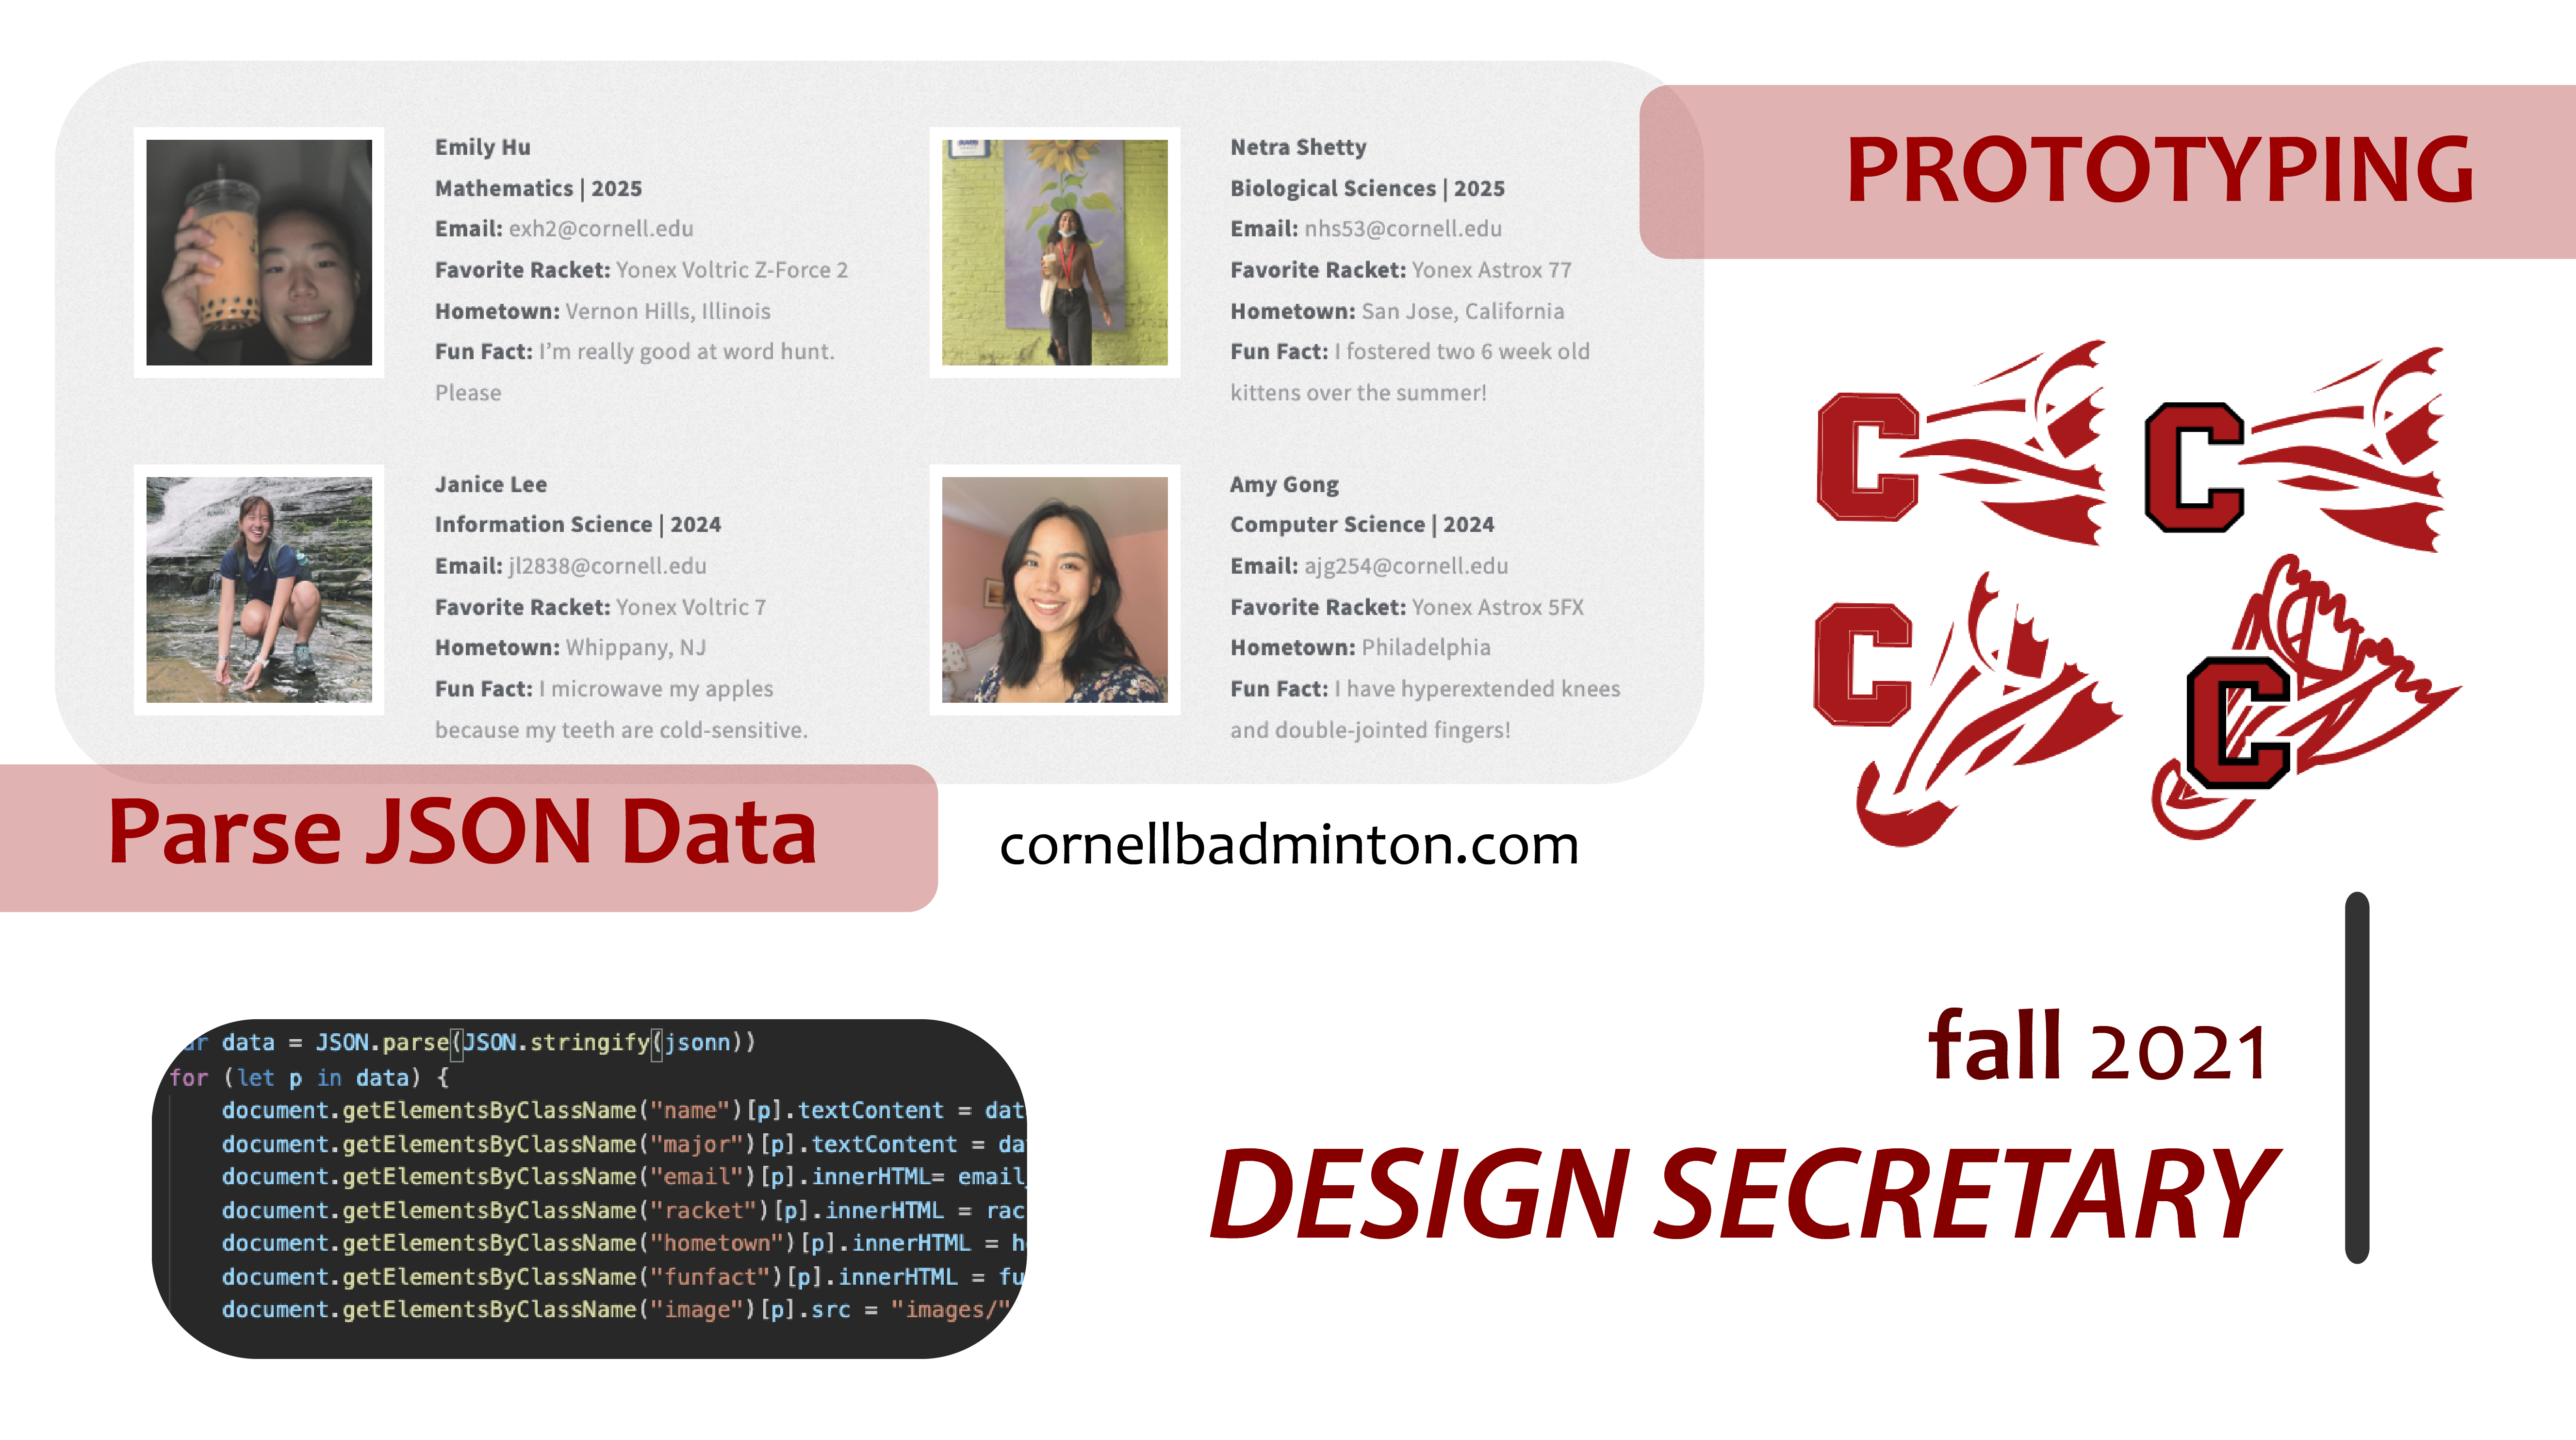 Emily Hu
Mathematics | 2025
Email: exh2@cornell.edu
Favorite Racket: Yonex Voltric Z-Force 2
Hometown: Vernon Hills, Illinois
Fun Fact: I’m really good at word hunt.
Please
Netra Shetty
Biological Sciences | 2025
Email: nhs53@cornell.edu
Favorite Racket: Yonex Astrox 77
Hometown: San Jose, California
Fun Fact: I fostered two 6 week old
kittens over the summer!
Janice Lee
Information Science | 2024
Email: jl2838@cornell.edu
Favorite Racket: Yonex Voltric 7
Hometown: Whippany, NJ
Fun Fact: I microwave my apples
because my teeth are cold-sensitive.
Amy Gong
Computer Science | 2024
Email: ajg254@cornell.edu
Favorite Racket: Yonex Astrox 5FX
Hometown: Philadelphia
Fun Fact: I have hyperextended knees
and double-jointed fingers!
PROTOTYPING
C
C
C
C
Parse JSON Data
cornellbadminton.com
ar data = JSON.parse(JSON.stringify(jsonn))
for (let p in data) {
document.getElementsByClassName("name")[p].textContent = dat
document.getElementsByClassName("major")[p].textContent = da
document.getElementsByClassName("email")[p].innerHTML= email
document.getElementsByClassName("racket")[p].innerHTML = rac
document.getElementsByClassName("hometown")[p].innerHTML = h
document.getElementsByClassName("funfact")[p].innerHTML = fu
document.getElementsByClassName("image")[p].src = "images/"
fall 2021
DESIGN SECRETARY